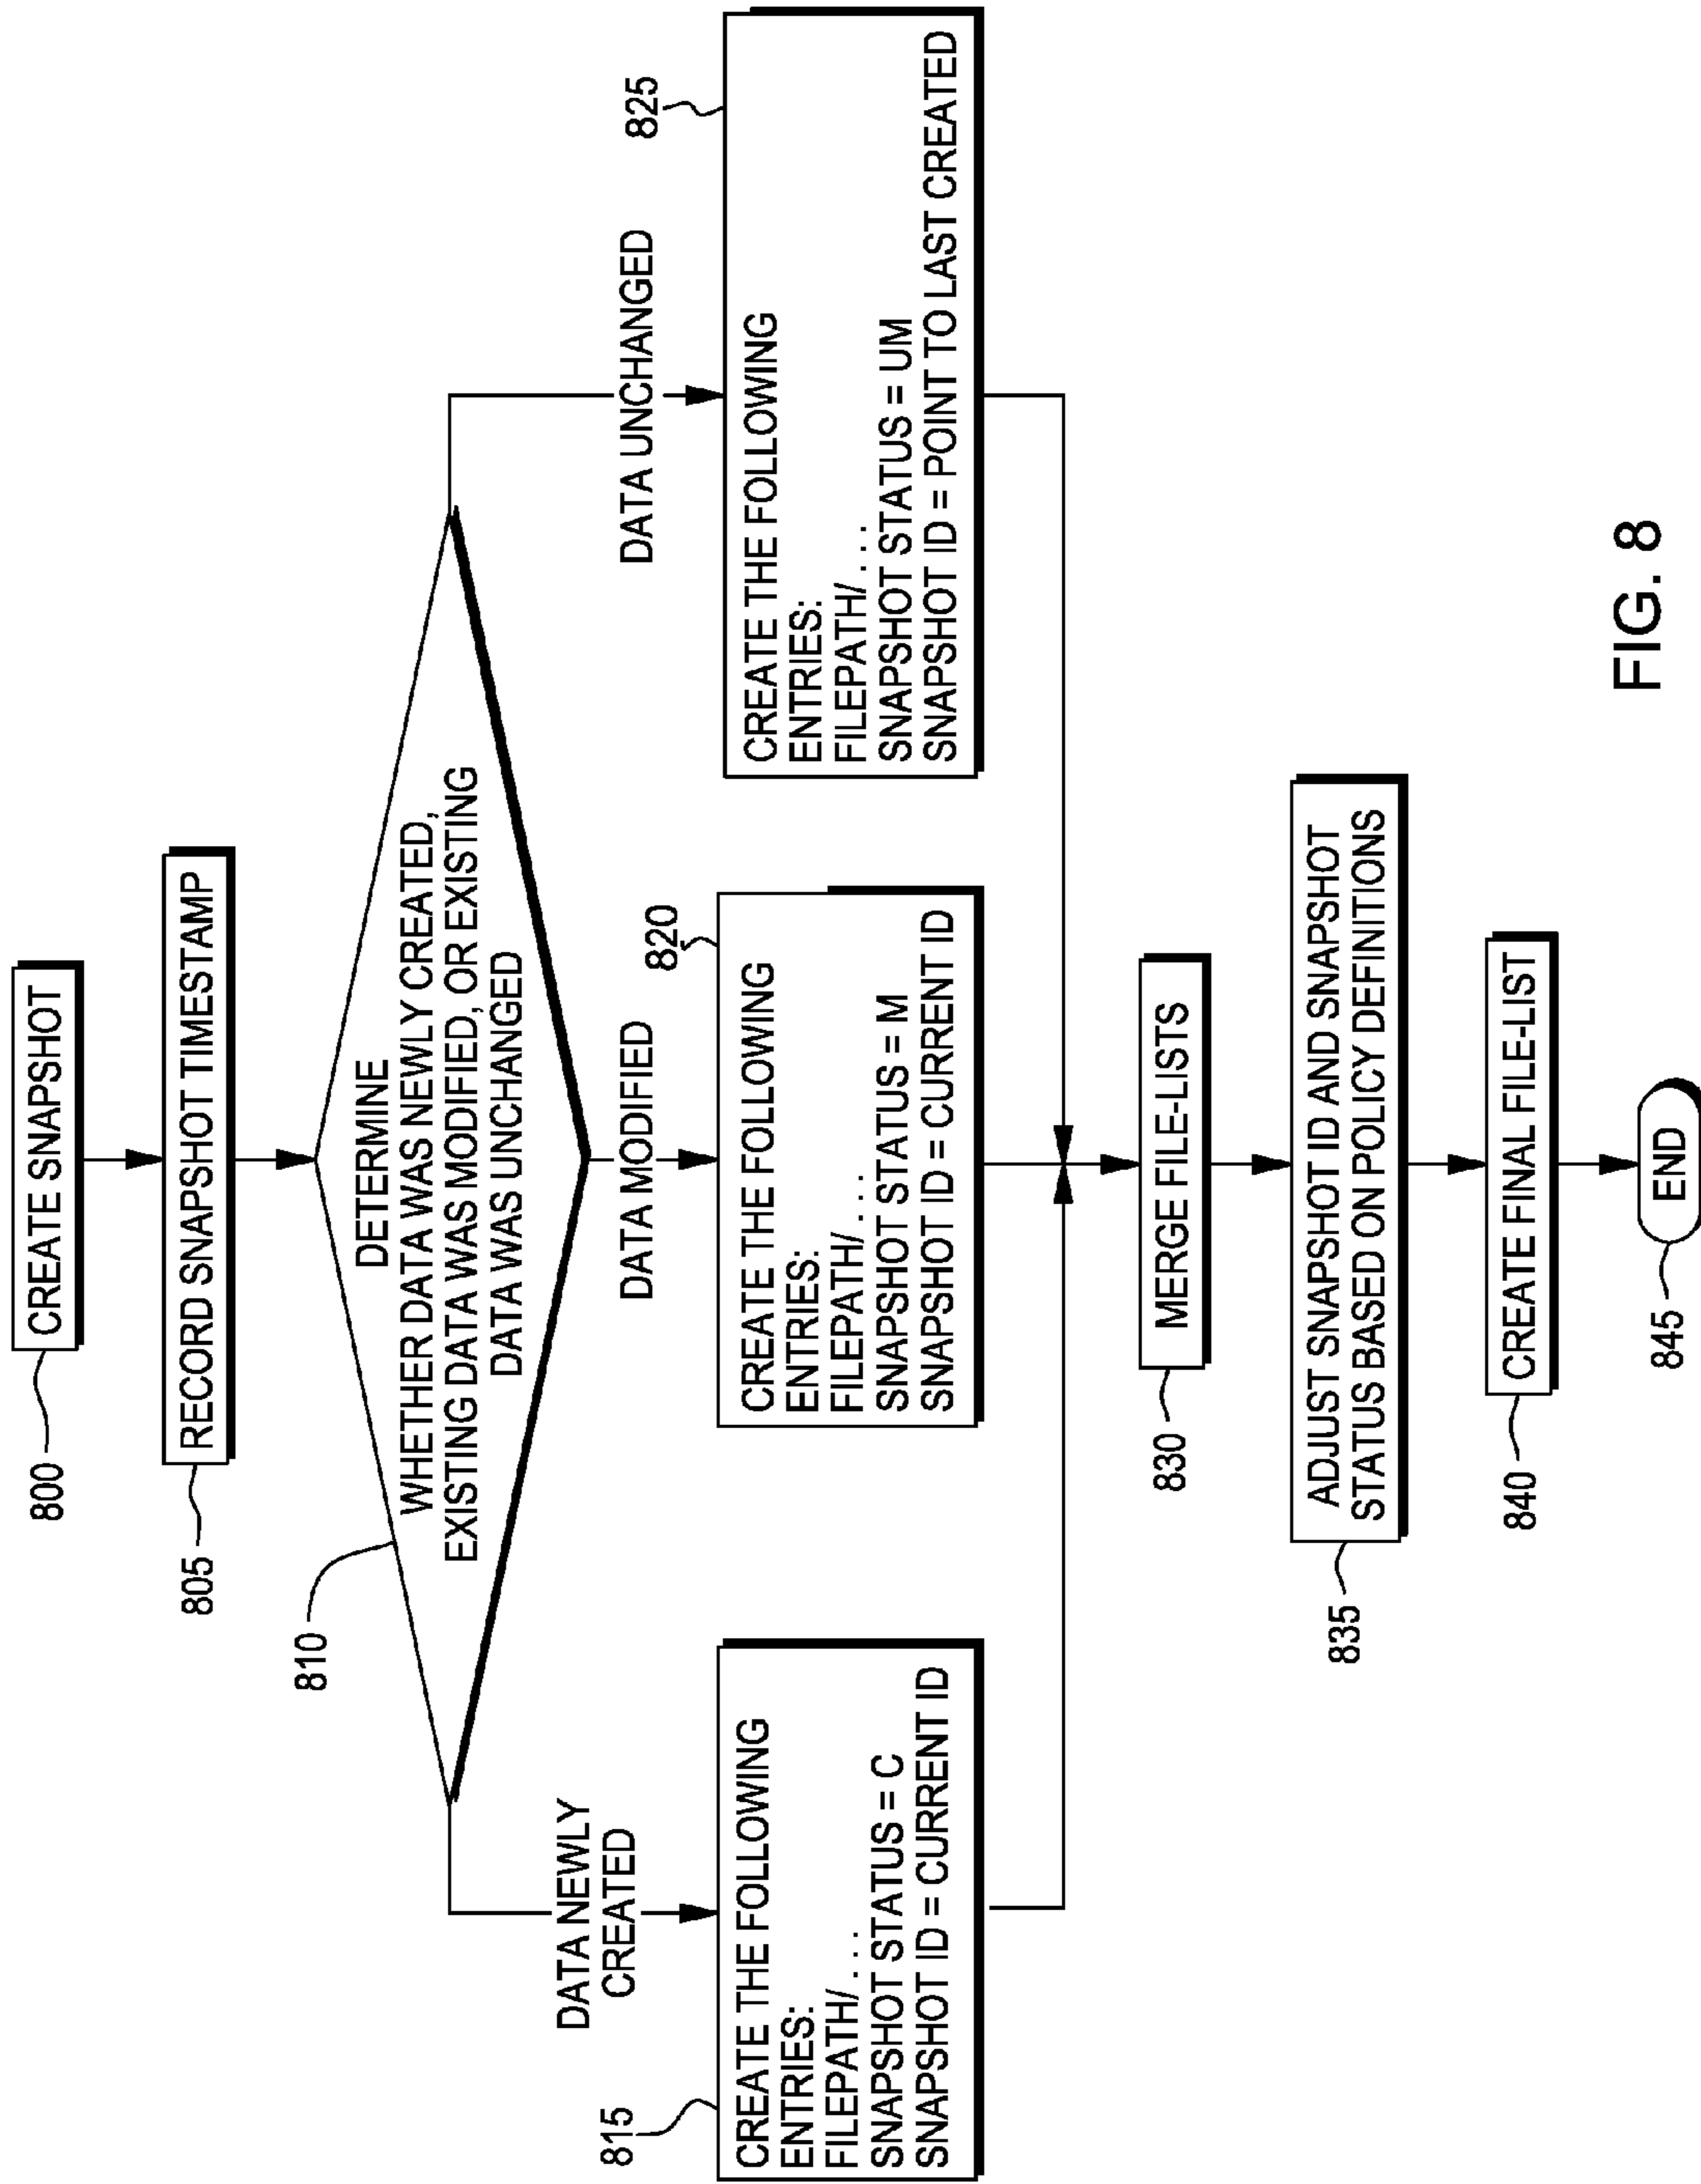 800
CREATE SNAPSHOT
805
RECORD SNAPSHOT TIMESTAMP
810
DETERMINE
WHETHER DATA WAS NEWLY CREATED,
EXISTING DATA WAS MODIFIED, OR EXISTING
DATA WAS UNCHANGED
DATA NEWLY
CREATED
DATA MODIFIED
DATA UNCHANGED
815
CREATE THE FOLLOWING
ENTRIES:
FILEPATH/. . . .
SNAPSHOT STATUS = C
SNAPSHOT ID = CURRENT ID
820
CREATE THE FOLLOWING
ENTRIES:
FILEPATH/. . . .
SNAPSHOT STATUS = M
SNAPSHOT ID = CURRENT ID
825
CREATE THE FOLLOWING
ENTRIES:
FILEPATH/. . . .
SNAPSHOT STATUS = UM
SNAPSHOT ID = POINT TO LAST CREATED
830
MERGE FILE-LISTS
835
ADJUST SNAPSHOT ID AND SNAPSHOT
STATUS BASED ON POLICY DEFINITIONS
840
CREATE FINAL FILE-LIST
845
END
FIG. 8